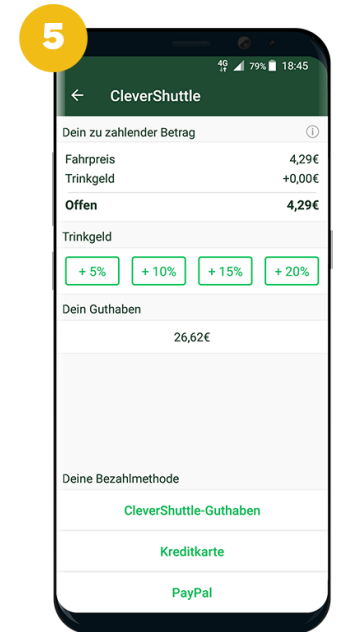 5
4G 79% 18:45
← CleverShuttle
Dein zu zahlender Betrag
Fahrpreis 4,29€
Trinkgeld +0,00€
Offen 4,29€
Trinkgeld
+ 5% + 10% + 15% + 20%
Dein Guthaben
26,62€
Deine Bezahlmethode
CleverShuttle-Guthaben
Kreditkarte
PayPal